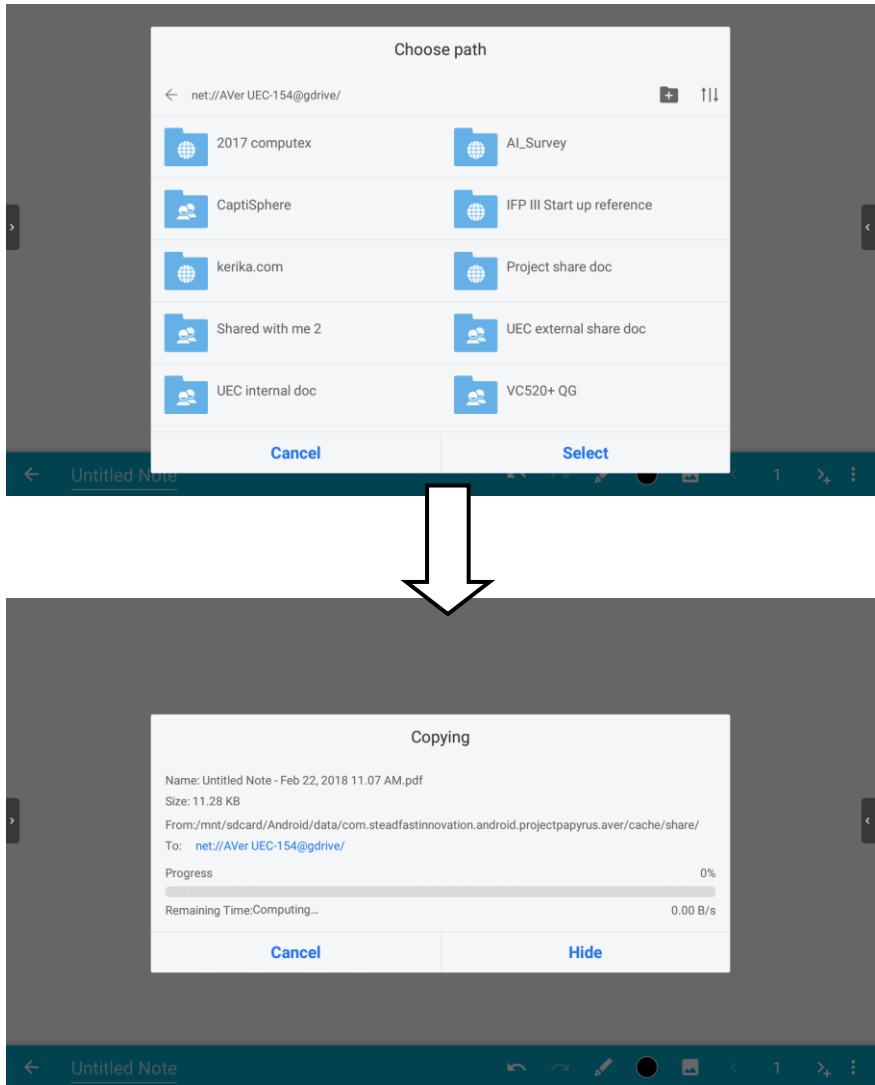 Choose path
net://AVer UEC-154@gdrive/
2017 computex
AI_Survey
CaptiSphere
IFP III Start up reference
kerika.com
Project share doc
Shared with me 2
UEC external share doc
UEC internal doc
VC520+ QG
Cancel
Select
Untitled Note
1
Copying
Name: Untitled Note - Feb 22, 2018 11.07 AM.pdf
Size: 11.28 KB
From:/mnt/sdcard/Android/data/com.steadfastinnovation.android.projectpapyrus.aver/cache/share/
To: net://AVer UEC-154@gdrive/
Progress 0%
Remaining Time:Computing... 0.00 B/s
Cancel
Hide
Untitled Note
1